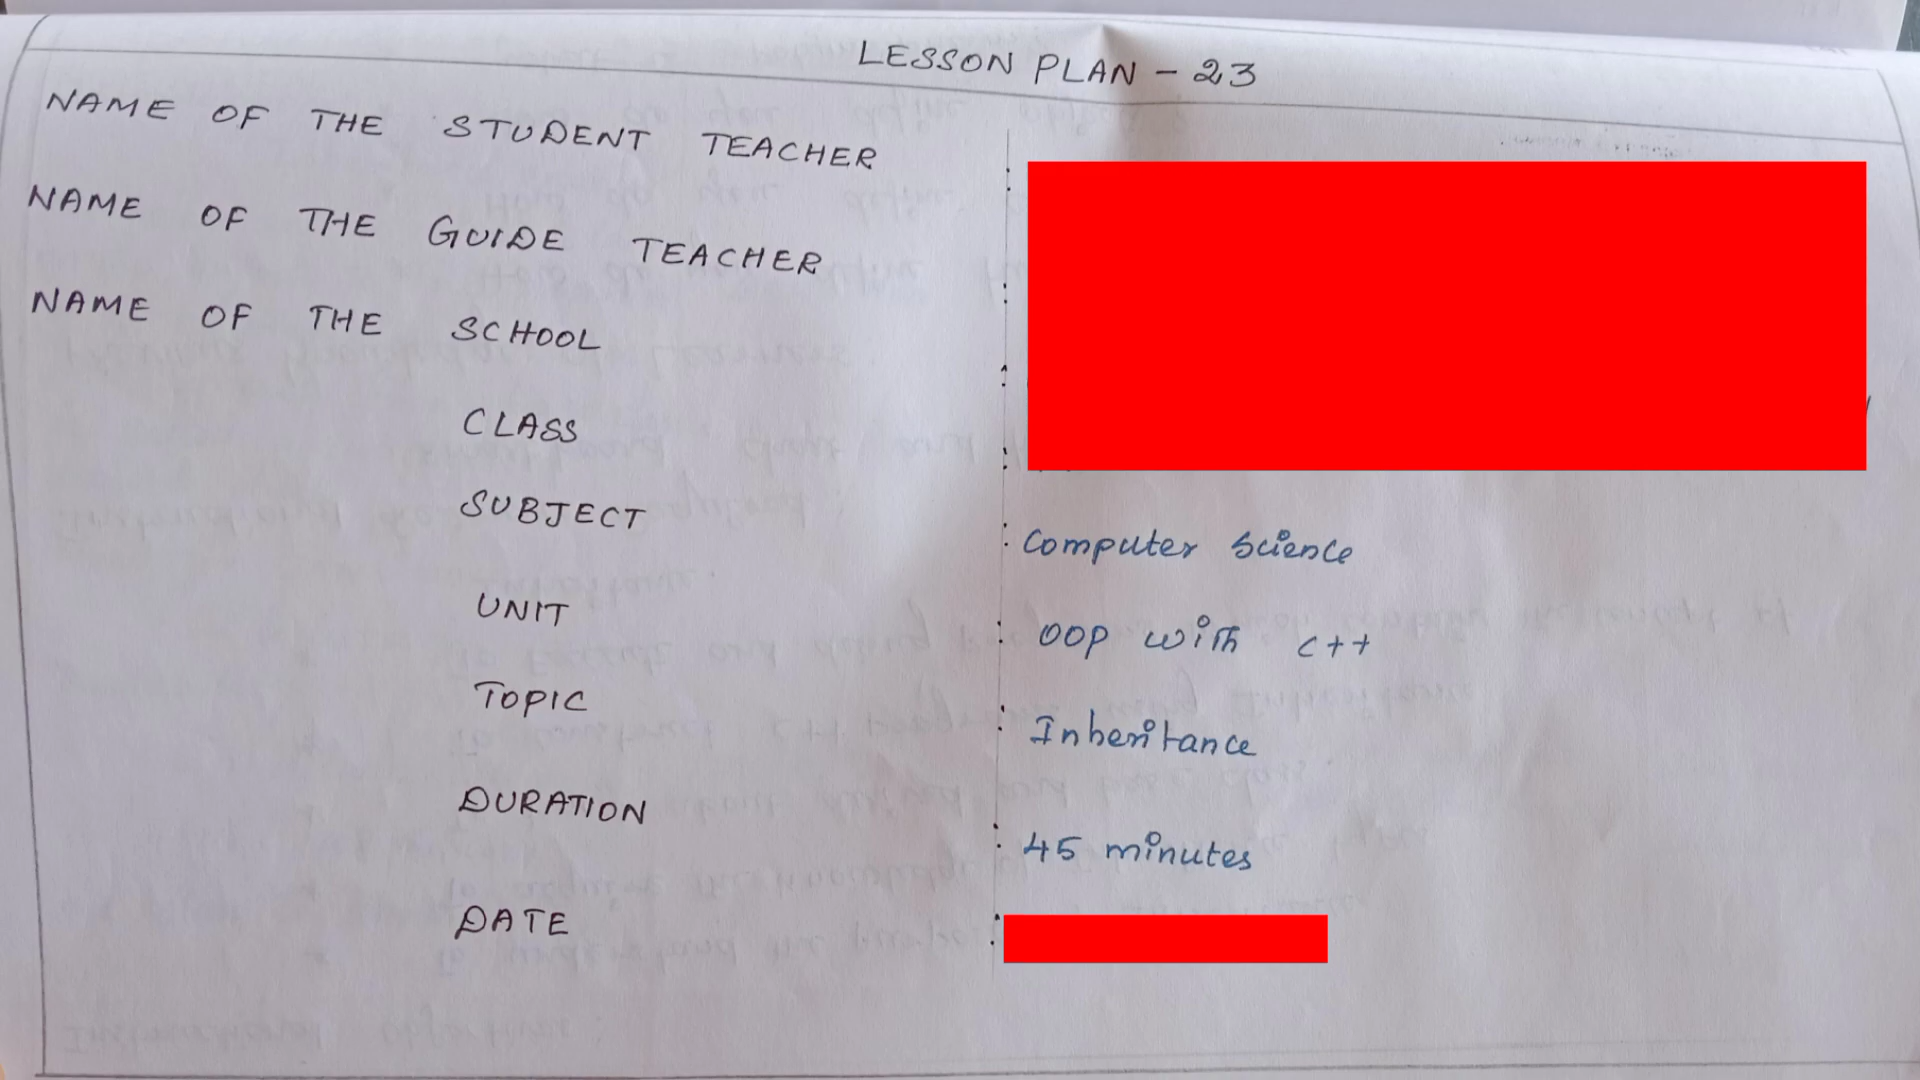 LESSON PLAN - 23
NAME OF THE STUDENT TEACHER :
NAME OF THE GUIDE TEACHER :
NAME OF THE SCHOOL :
CLASS :
SUBJECT : Computer Science
UNIT : OOP with C++
TOPIC : Inheritance
DURATION : 45 minutes
DATE :